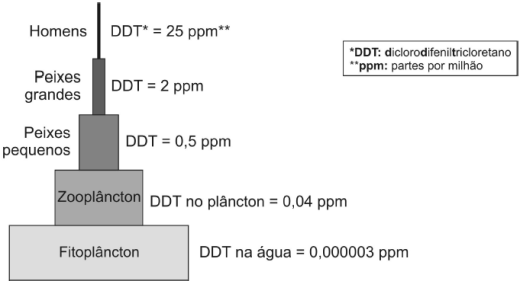 Homens DDT* = 25 ppm**
*DDT: diclorodifeniltricloretano
**ppm: partes por milhão
Peixes
grandes
DDT = 2 ppm
Peixes
pequenos
DDT = 0,5 ppm
Zooplâncton
DDT no plâncton = 0,04 ppm
Fitoplâncton
DDT na água = 0,000003 ppm